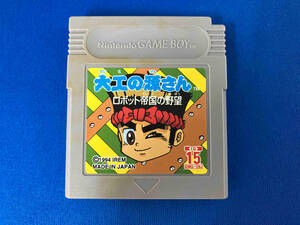 Nintendo GAME BOY
大工の源さん
ロボット帝国の野望
©1994 IREM
MADE IN JAPAN
15